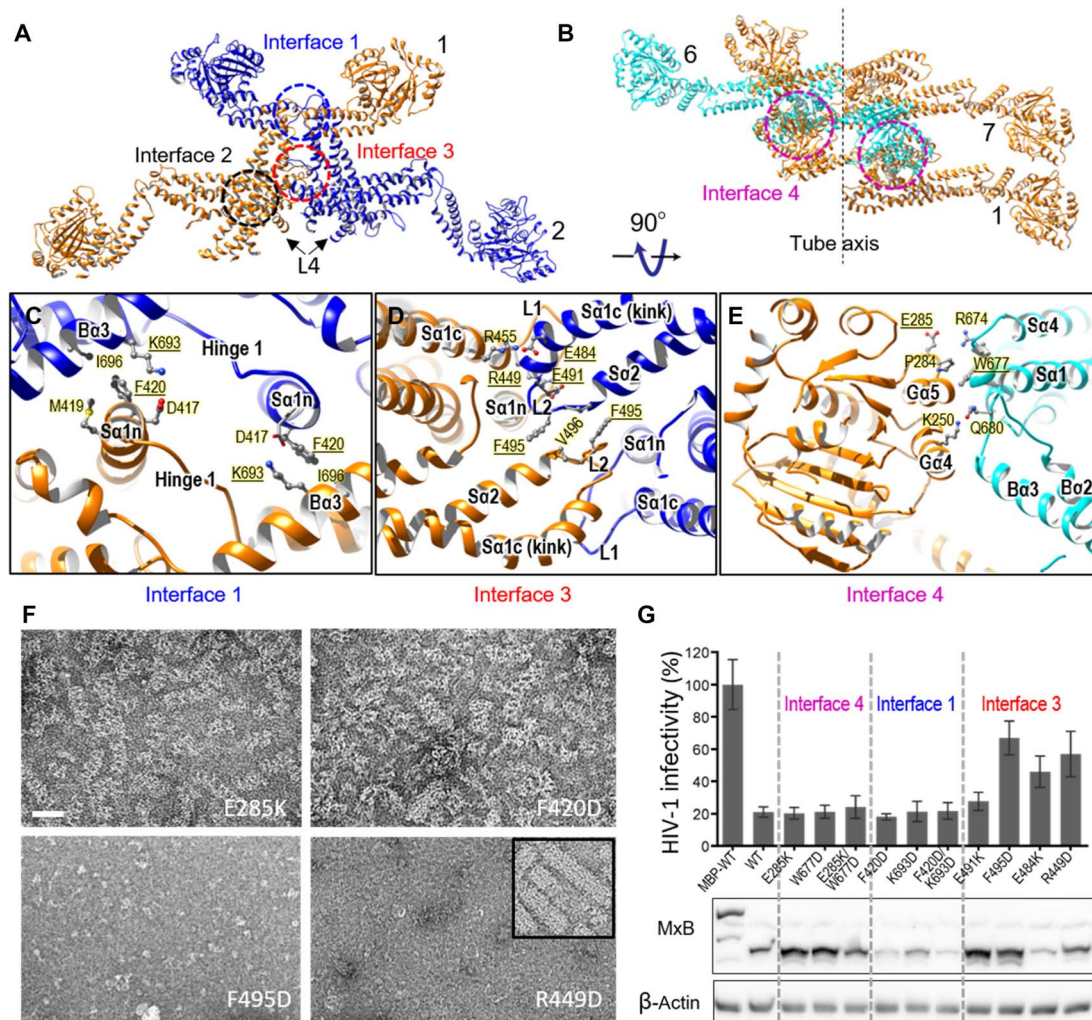 A
Interface 1
1
Interface 2
Interface 3
L4
2
B
6
7
Interface 4
1
90°
Tube axis
C
Bα3
K693
I696
Hinge 1
F420
M419
D417
Sα1n
Sα1n
D417
F420
Hinge 1
K693
I696
Bα3
Interface 1
D
L1
Sα1c
Sα1c (kink)
R455
E484
R449
E491
Sα2
Sα1n
L2
F495
V496
F495
Sα1n
L2
Sα2
Sα1c
Sα1c (kink)
L1
Interface 3
E
E285
R674
Sα4
P284
W677
Sα1
Gα5
K250
Q680
Gα4
Bα3
Bα2
Interface 4
F
E285K
F420D
F495D
R449D
G
HIV-1 infectivity (%)
120
100
80
60
40
20
0
Interface 4
Interface 1
Interface 3
MBP-WT
WT
E285K
W677D
E285K/
W677D
F420D
K693D
F420D/
K693D
E491K
F495D
E484K
R449D
MxB
β-Actin